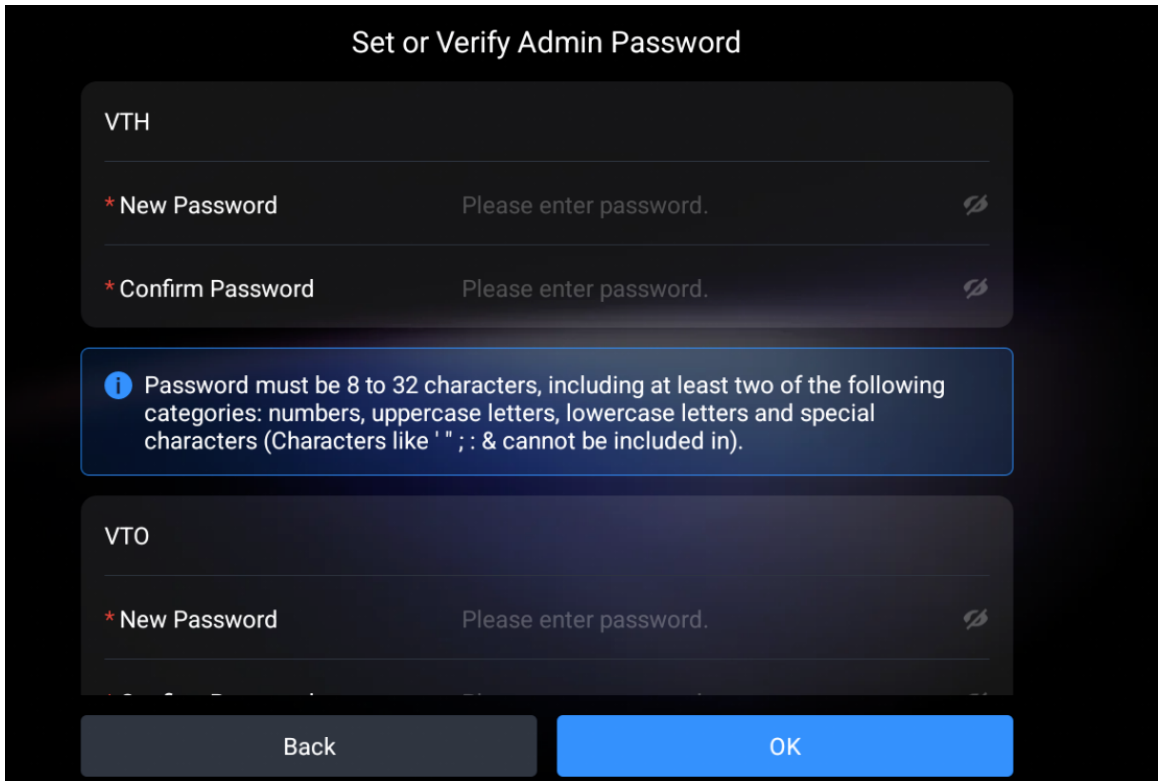 Set or Verify Admin Password
VTH
* New Password Please enter password.
* Confirm Password Please enter password.
Password must be 8 to 32 characters, including at least two of the following
categories: numbers, uppercase letters, lowercase letters and special
characters (Characters like ' " ; : & cannot be included in).
VTO
* New Password Please enter password.
Back OK